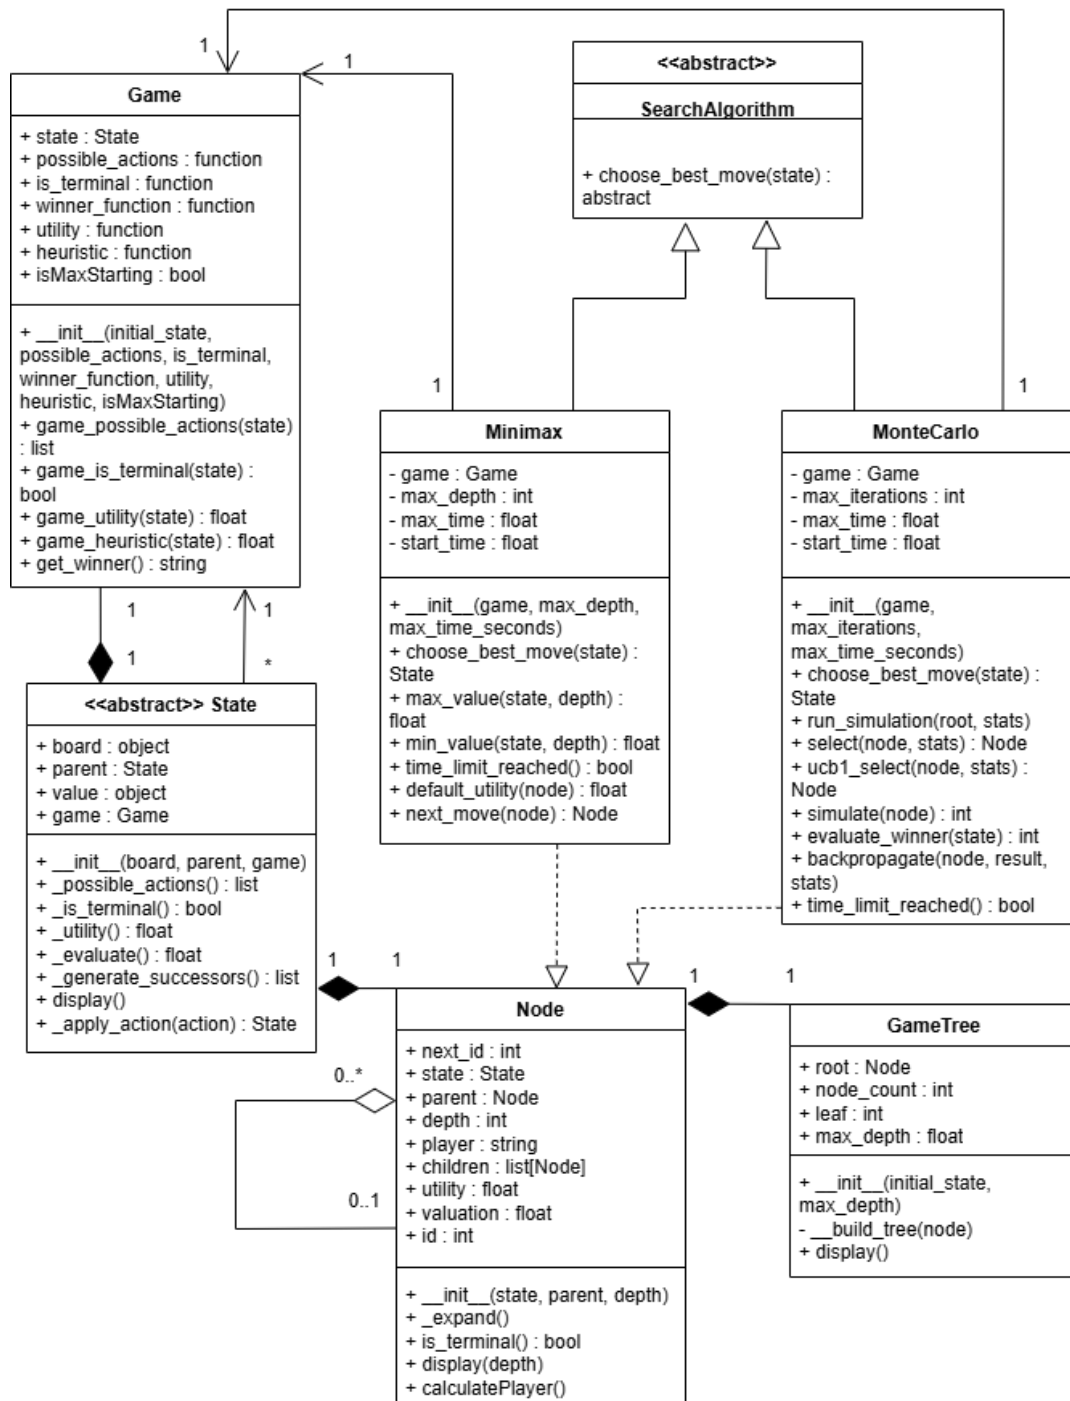 1
1
Game
+ state : State
+ possible_actions : function
+ is_terminal : function
+ winner_function : function
+ utility : function
+ heuristic : function
+ isMaxStarting : bool
+ __init__(initial_state,
possible_actions, is_terminal,
winner_function, utility,
heuristic, isMaxStarting)
+ game_possible_actions(state)
: list
+ game_is_terminal(state) :
bool
+ game_utility(state) : float
+ game_heuristic(state) : float
+ get_winner() : string
<<abstract>>
SearchAlgorithm
+ choose_best_move(state) :
abstract
1
1
Minimax
- game : Game
- max_depth : int
- max_time : float
- start_time : float
+ __init__(game, max_depth,
max_time_seconds)
+ choose_best_move(state) :
State
+ max_value(state, depth) :
float
+ min_value(state, depth) : float
+ time_limit_reached() : bool
+ default_utility(node) : float
+ next_move(node) : Node
MonteCarlo
- game : Game
- max_iterations : int
- max_time : float
- start_time : float
+ __init__(game,
max_iterations,
max_time_seconds)
+ choose_best_move(state) :
State
+ run_simulation(root, stats)
+ select(node, stats) : Node
+ ucb1_select(node, stats) :
Node
+ simulate(node) : int
+ evaluate_winner(state) : int
+ backpropagate(node, result,
stats)
+ time_limit_reached() : bool
1
1
1
*
<<abstract>> State
+ board : object
+ parent : State
+ value : object
+ game : Game
+ __init__(board, parent, game)
+ _possible_actions() : list
+ _is_terminal() : bool
+ _utility() : float
+ _evaluate() : float
+ _generate_successors() : list
+ display()
+ _apply_action(action) : State
1
1
1
1
Node
+ next_id : int
+ state : State
+ parent : Node
+ depth : int
+ player : string
+ children : list[Node]
+ utility : float
+ valuation : float
+ id : int
+ __init__(state, parent, depth)
+ _expand()
+ is_terminal() : bool
+ display(depth)
+ calculatePlayer()
0..*
0..1
GameTree
+ root : Node
+ node_count : int
+ leaf : int
+ max_depth : float
+ __init__(initial_state,
max_depth)
- __build_tree(node)
+ display()